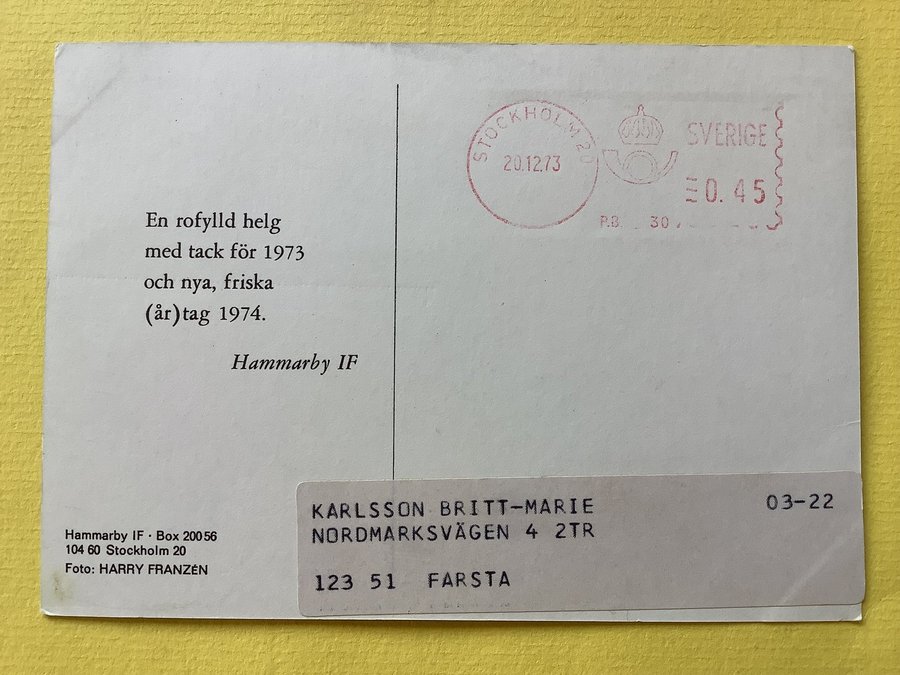 En rofylld helg
med tack för 1973
och nya, friska
(år)tag 1974.
Hammarby IF
Hammarby IF · Box 20056
104 60 Stockholm 20
Foto: HARRY FRANZÉN
STOCKHOLM 20
20.12.73
SVERIGE
0.45
P.B 30
KARLSSON BRITT-MARIE 03-22
NORDMARKSVÄGEN 4 2TR
123 51 FARSTA